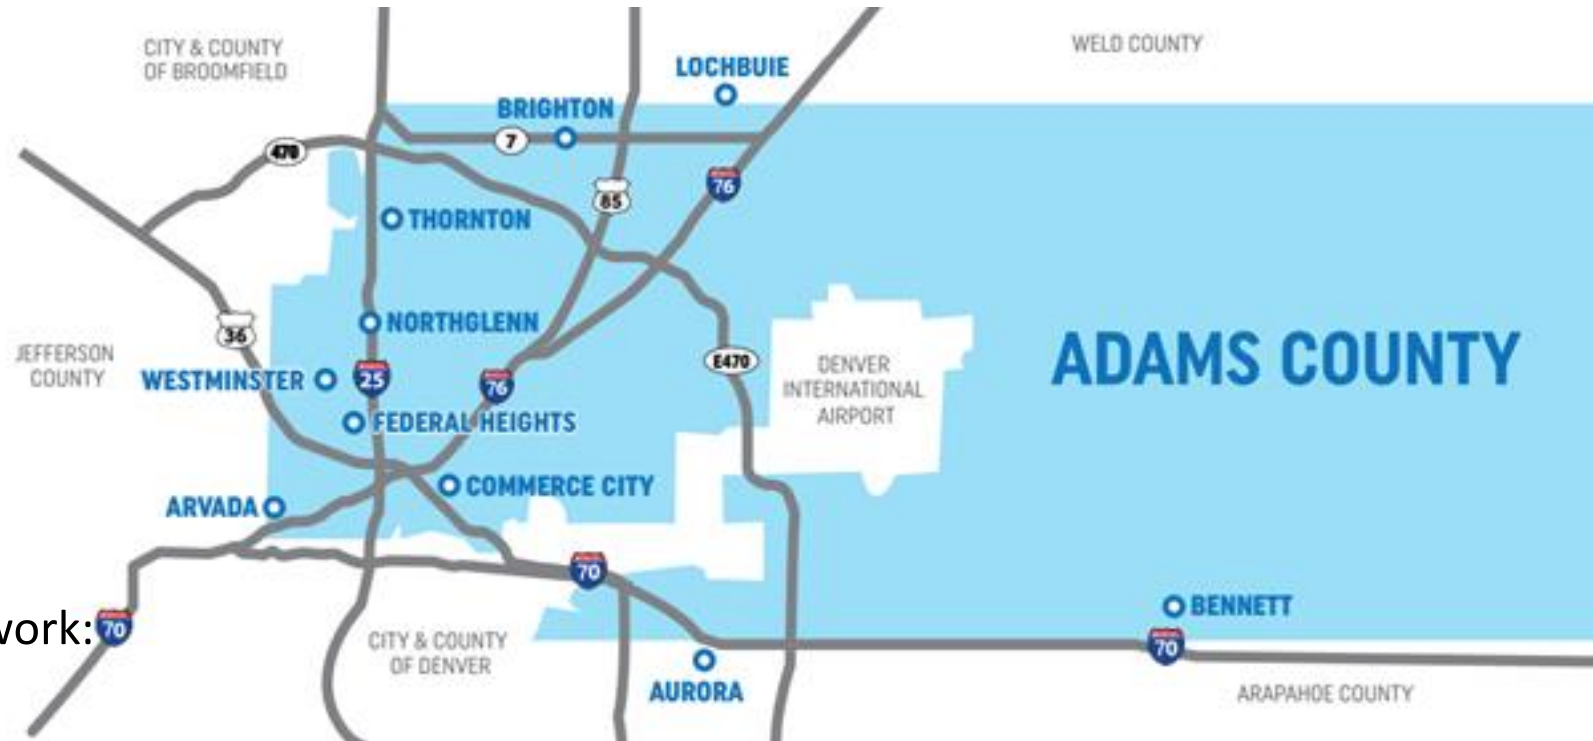 CITY & COUNTY
OF BROOMFIELD
WELD COUNTY
LOCHBUIE
BRIGHTON
7
470
85
76
THORNTON
NORTHGLENN
36
JEFFERSON
COUNTY
WESTMINSTER
25
76
E470
DENVER
INTERNATIONAL
AIRPORT
ADAMS COUNTY
FEDERAL HEIGHTS
COMMERCE CITY
ARVADA
70
BENNETT
work:
70
CITY & COUNTY
OF DENVER
70
AURORA
ARAPAHOE COUNTY